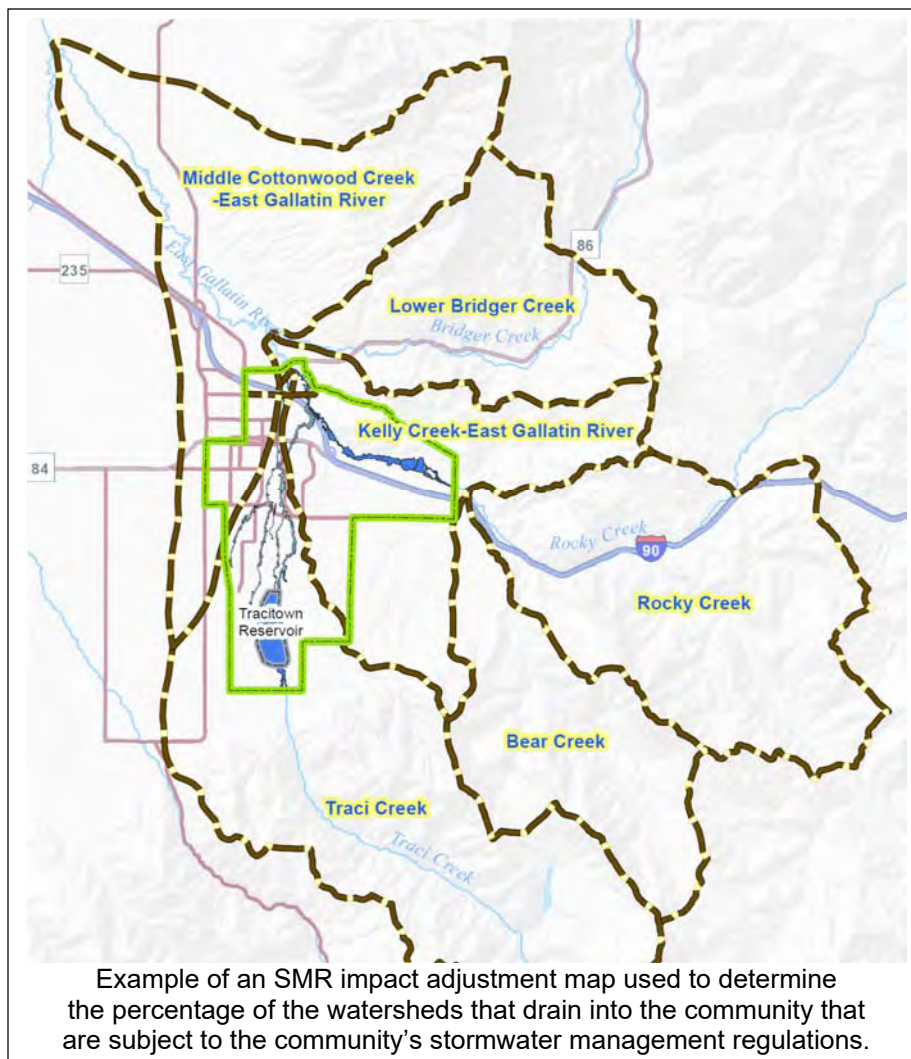 Middle Cottonwood Creek
-East Gallatin River
86
235
East Gallatin River
Lower Bridger Creek
Bridger Creek
Kelly Creek-East Gallatin River
84
Rocky Creek
90
Rocky Creek
Tracitown
Reservoir
Bear Creek
Traci Creek
Traci Creek
Example of an SMR impact adjustment map used to determine
the percentage of the watersheds that drain into the community that
are subject to the community's stormwater management regulations.